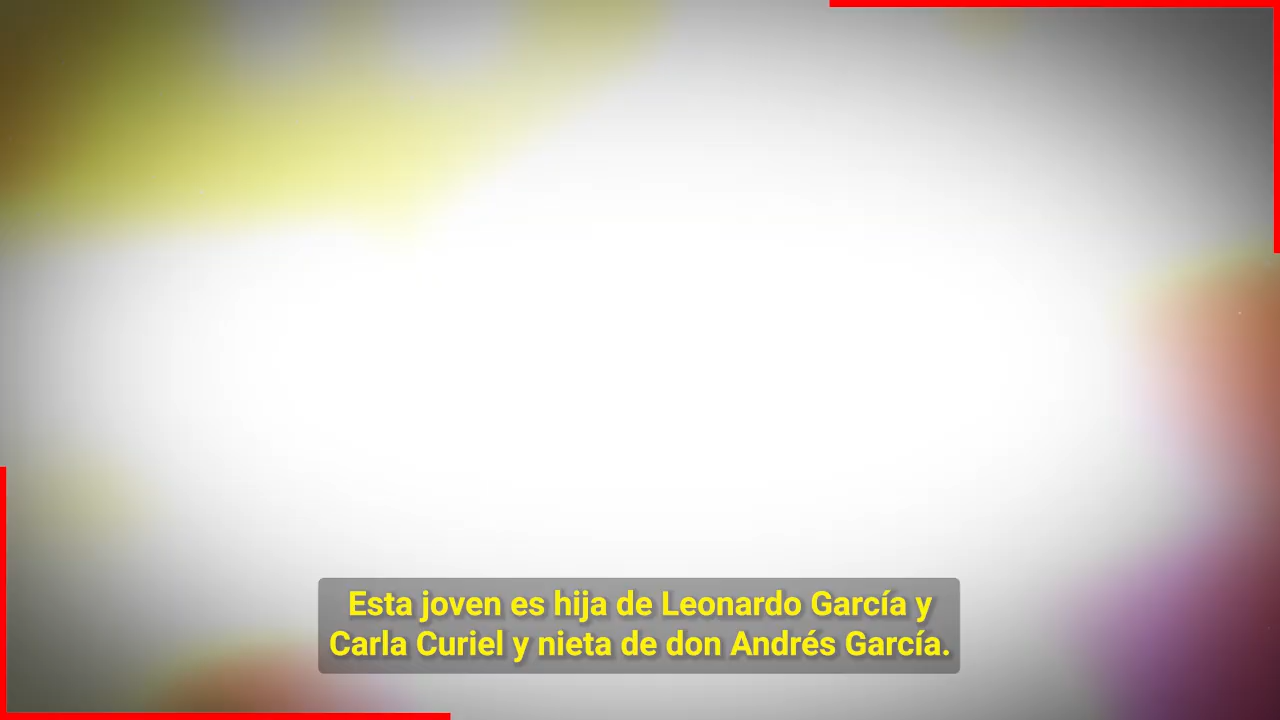 Esta joven es hija de Leonardo García y
Carla Curiel y nieta de don Andrés García.